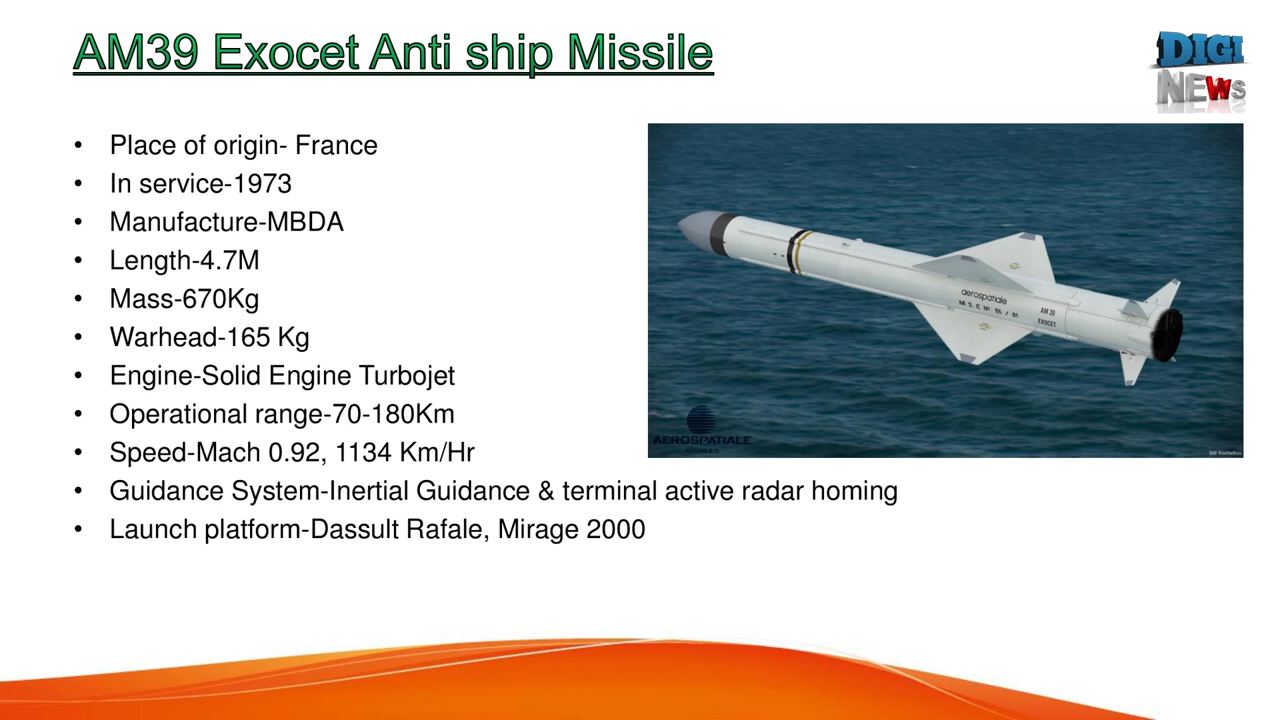 AM39 Exocet Anti ship Missile
DIGI
NEWS
• Place of origin- France
• In service-1973
• Manufacture-MBDA
• Length-4.7M
• Mass-670Kg
• Warhead-165 Kg
• Engine-Solid Engine Turbojet
• Operational range-70-180Km
• Speed-Mach 0.92, 1134 Km/Hr
• Guidance System-Inertial Guidance & terminal active radar homing
• Launch platform-Dassult Rafale, Mirage 2000
aerospatiale
AM 39
EXOCET
AEROSPATIALE